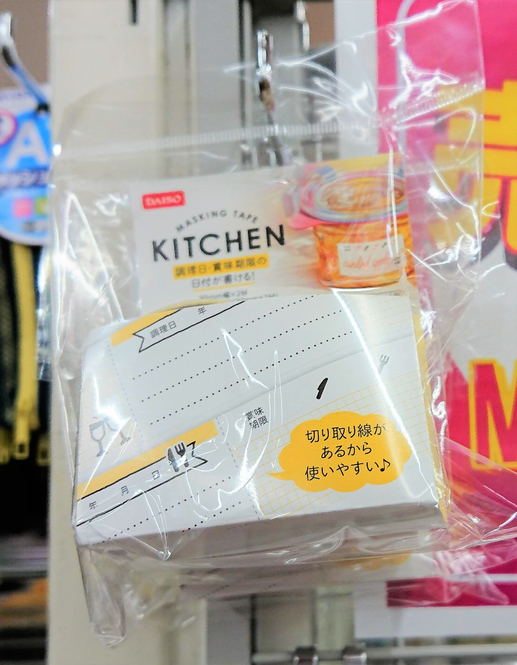 DAISO
MASKING TAPE
KITCHEN
調理日・賞味期限の
日付が書ける!
調理日 年
賞味
期限
切り取り線が
あるから
使いやすい♪
年 月 日
A
M